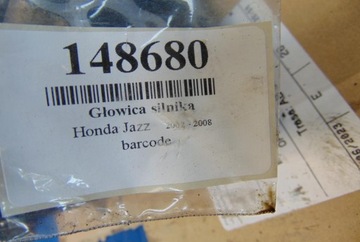 148680
Głowica silnika
Honda Jazz 2002 - 2008
barcode